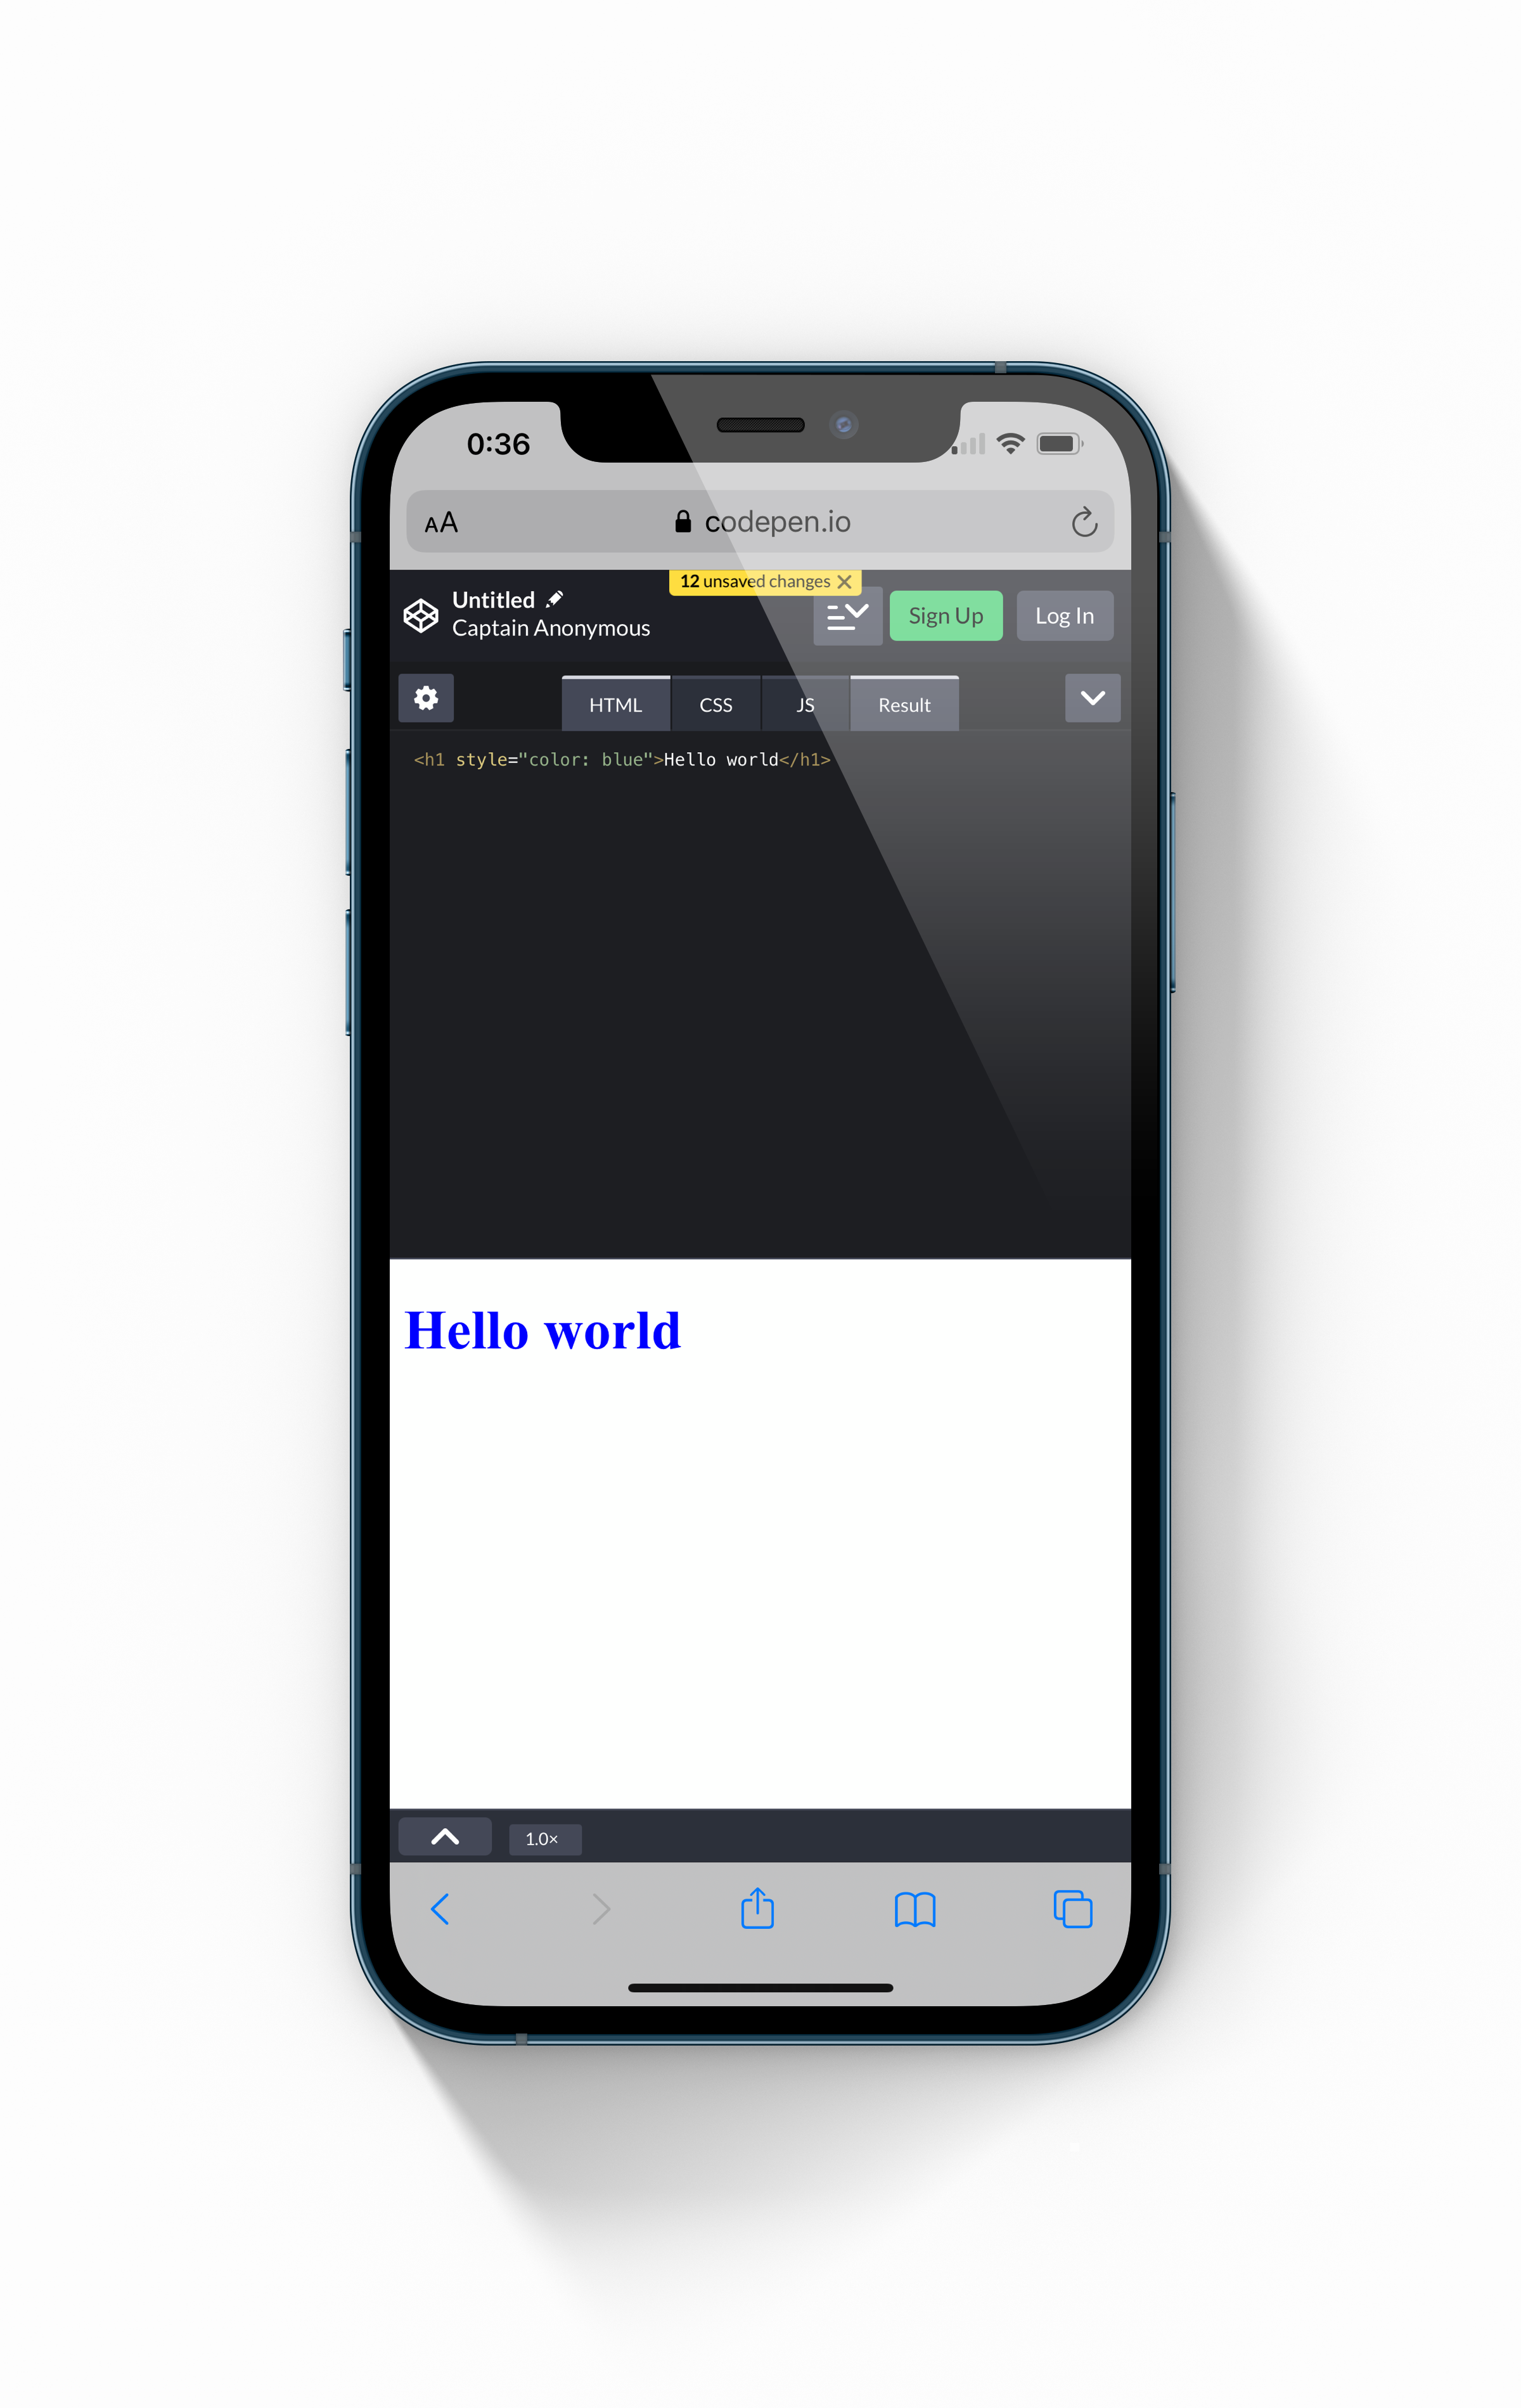 0:36
AA codepen.io
12 unsaved changes
Untitled
Captain Anonymous
Sign Up Log In
HTML CSS JS Result
<h1 style="color: blue">Hello world</h1>
Hello world
1.0×